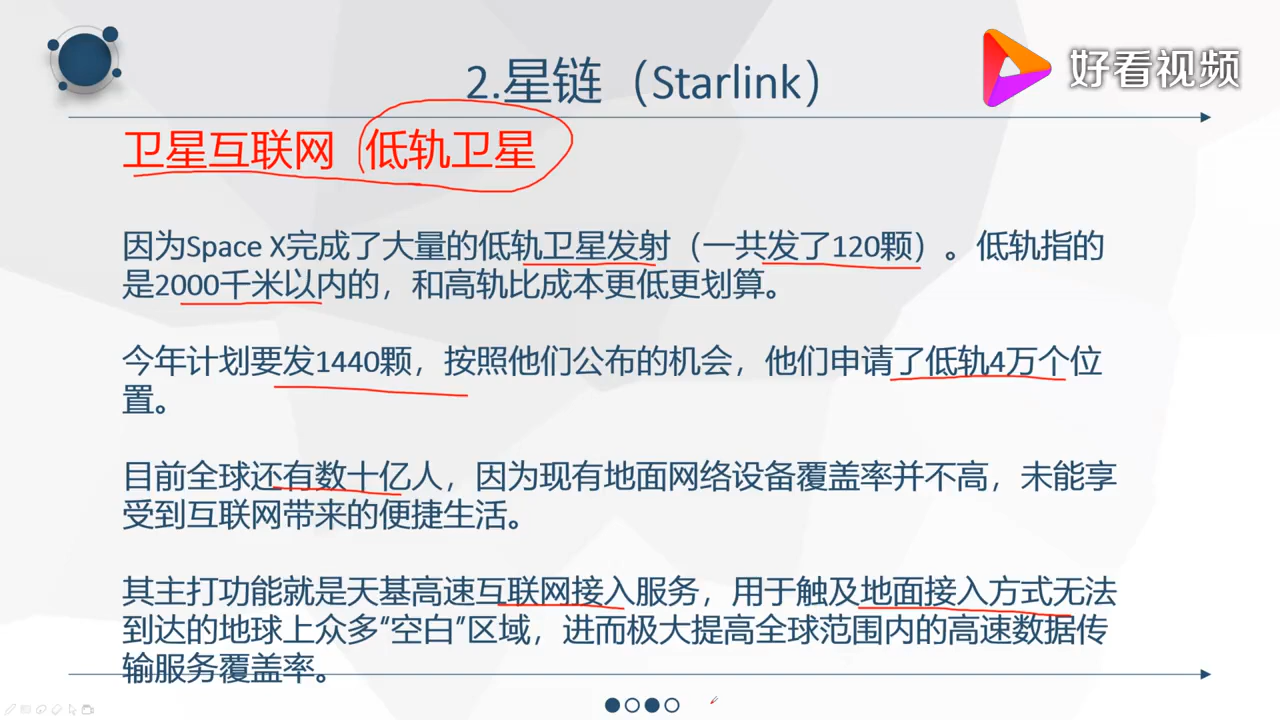 好看视频
2.星链（Starlink）
卫星互联网 低轨卫星
因为Space X完成了大量的低轨卫星发射（一共发了120颗）。低轨指的
是2000千米以内的，和高轨比成本更低更划算。
今年计划要发1440颗，按照他们公布的机会，他们申请了低轨4万个位
置。
目前全球还有数十亿人，因为现有地面网络设备覆盖率并不高，未能享
受到互联网带来的便捷生活。
其主打功能就是天基高速互联网接入服务，用于触及地面接入方式无法
到达的地球上众多“空白”区域，进而极大提高全球范围内的高速数据传
输服务覆盖率。